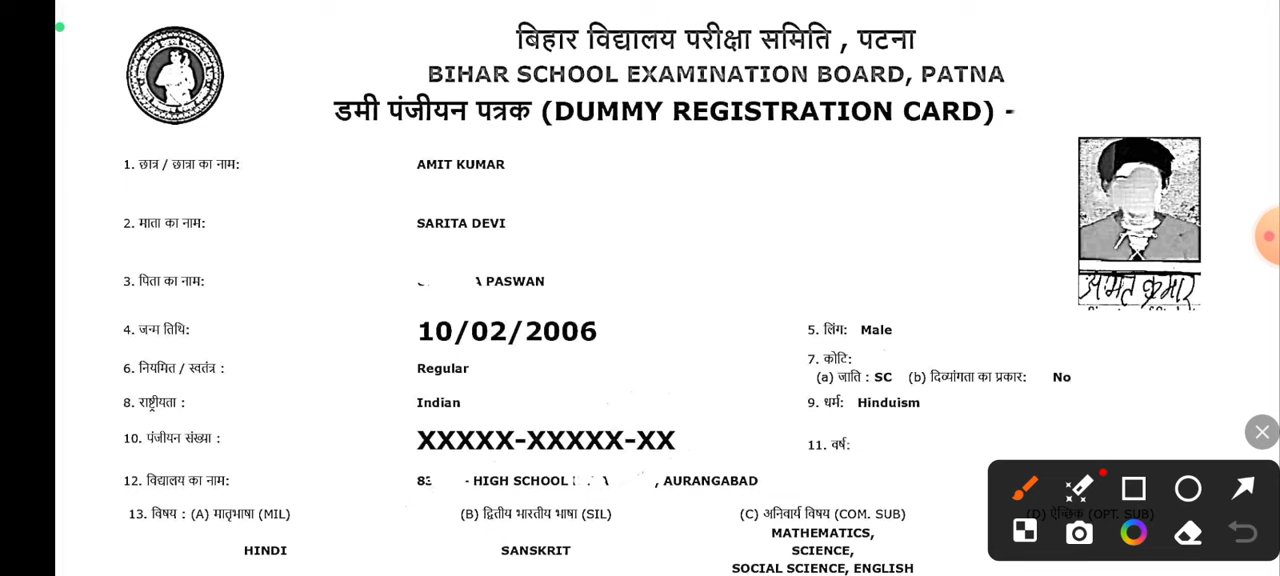 बिहार विद्यालय परीक्षा समिति , पटना
BIHAR SCHOOL EXAMINATION BOARD, PATNA
डमी पंजीयन पत्रक (DUMMY REGISTRATION CARD) -
1. छात्र / छात्रा का नाम: AMIT KUMAR
2. माता का नाम: SARITA DEVI
अमित कुमार
3. पिता का नाम: PASWAN
4. जन्म तिथि: 10/02/2006 5. लिंग: Male
6. नियमित / स्वतंत्र : Regular 7. कोटि:
(a) जाति : SC (b) दिव्यांगता का प्रकार: No
8. राष्ट्रीयता : Indian 9. धर्म: Hinduism
10. पंजीयन संख्या : XXXXX-XXXXX-XX 11. वर्ष:
12. विद्यालय का नाम: - HIGH SCHOOL , AURANGABAD
13. विषय : (A) मातृभाषा (MIL) (B) द्वितीय भारतीय भाषा (SIL) (C) अनिवार्य विषय (COM. SUB) (D) ऐच्छिक (OPT. SUB)
HINDI SANSKRIT MATHEMATICS,
SCIENCE,
SOCIAL SCIENCE, ENGLISH